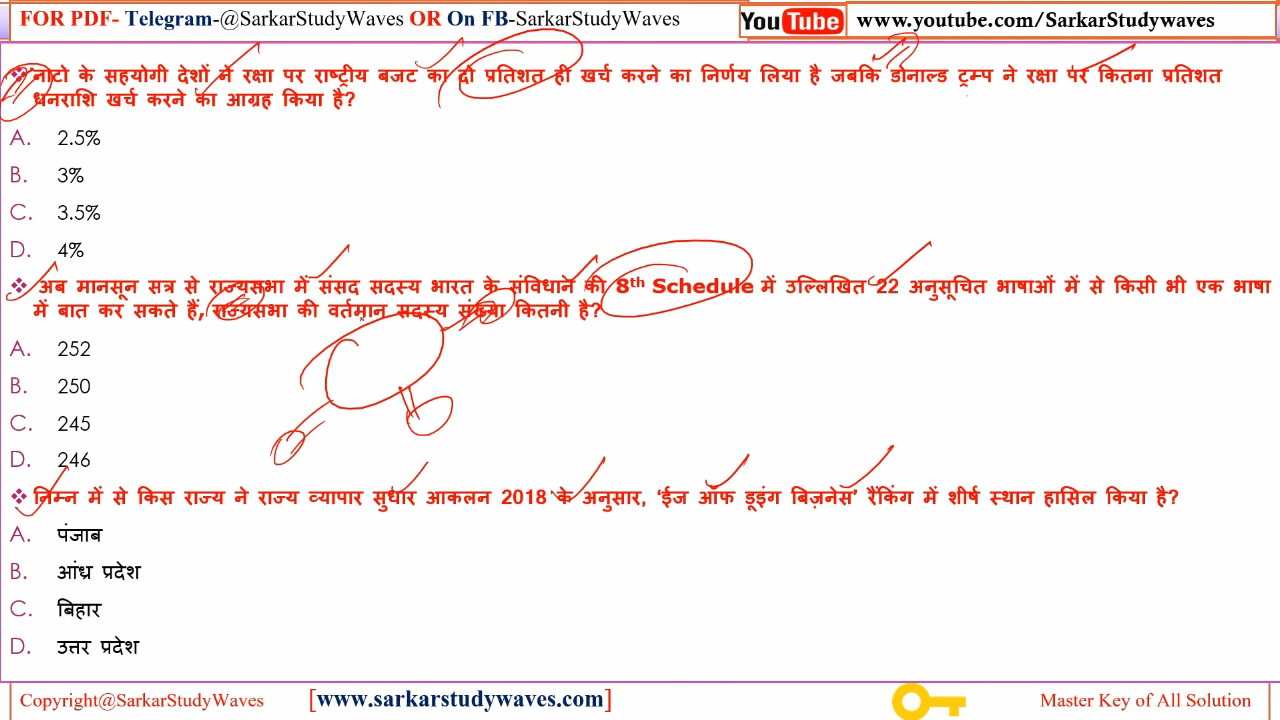 FOR PDF- Telegram-@SarkarStudyWaves OR On FB-SarkarStudyWaves
YouTube www.youtube.com/SarkarStudywaves
❖ नाटो के सहयोगी देशों ने रक्षा पर राष्ट्रीय बजट का दो प्रतिशत ही खर्च करने का निर्णय लिया है जबकि डोनाल्ड ट्रम्प ने रक्षा पर कितना प्रतिशत
धनराशि खर्च करने का आग्रह किया है?
A. 2.5%
B. 3%
C. 3.5%
D. 4%
❖ अब मानसून सत्र से राज्यसभा में संसद सदस्य भारत के संविधान की 8th Schedule में उल्लिखित 22 अनुसूचित भाषाओं में से किसी भी एक भाषा
में बात कर सकते हैं, राज्यसभा की वर्तमान सदस्य संख्या कितनी है?
A. 252
B. 250
C. 245
D. 246
❖ निम्न में से किस राज्य ने राज्य व्यापार सुधार आकलन 2018 के अनुसार, 'ईज ऑफ डूइंग बिज़नेस' रैंकिंग में शीर्ष स्थान हासिल किया है?
A. पंजाब
B. आंध्र प्रदेश
C. बिहार
D. उत्तर प्रदेश
Copyright@SarkarStudyWaves [www.sarkarstudywaves.com] Master Key of All Solution